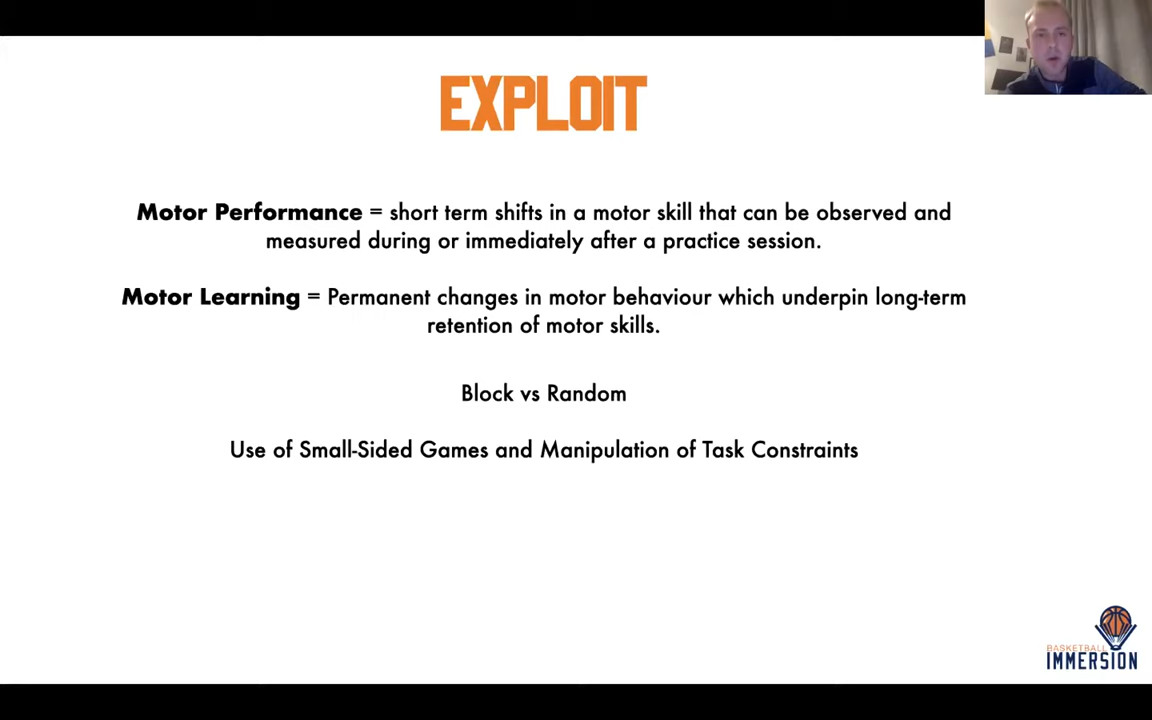 EXPLOIT
Motor Performance = short term shifts in a motor skill that can be observed and
measured during or immediately after a practice session.
Motor Learning = Permanent changes in motor behaviour which underpin long-term
retention of motor skills.
Block vs Random
Use of Small-Sided Games and Manipulation of Task Constraints
BASKETBALL
IMMERSION